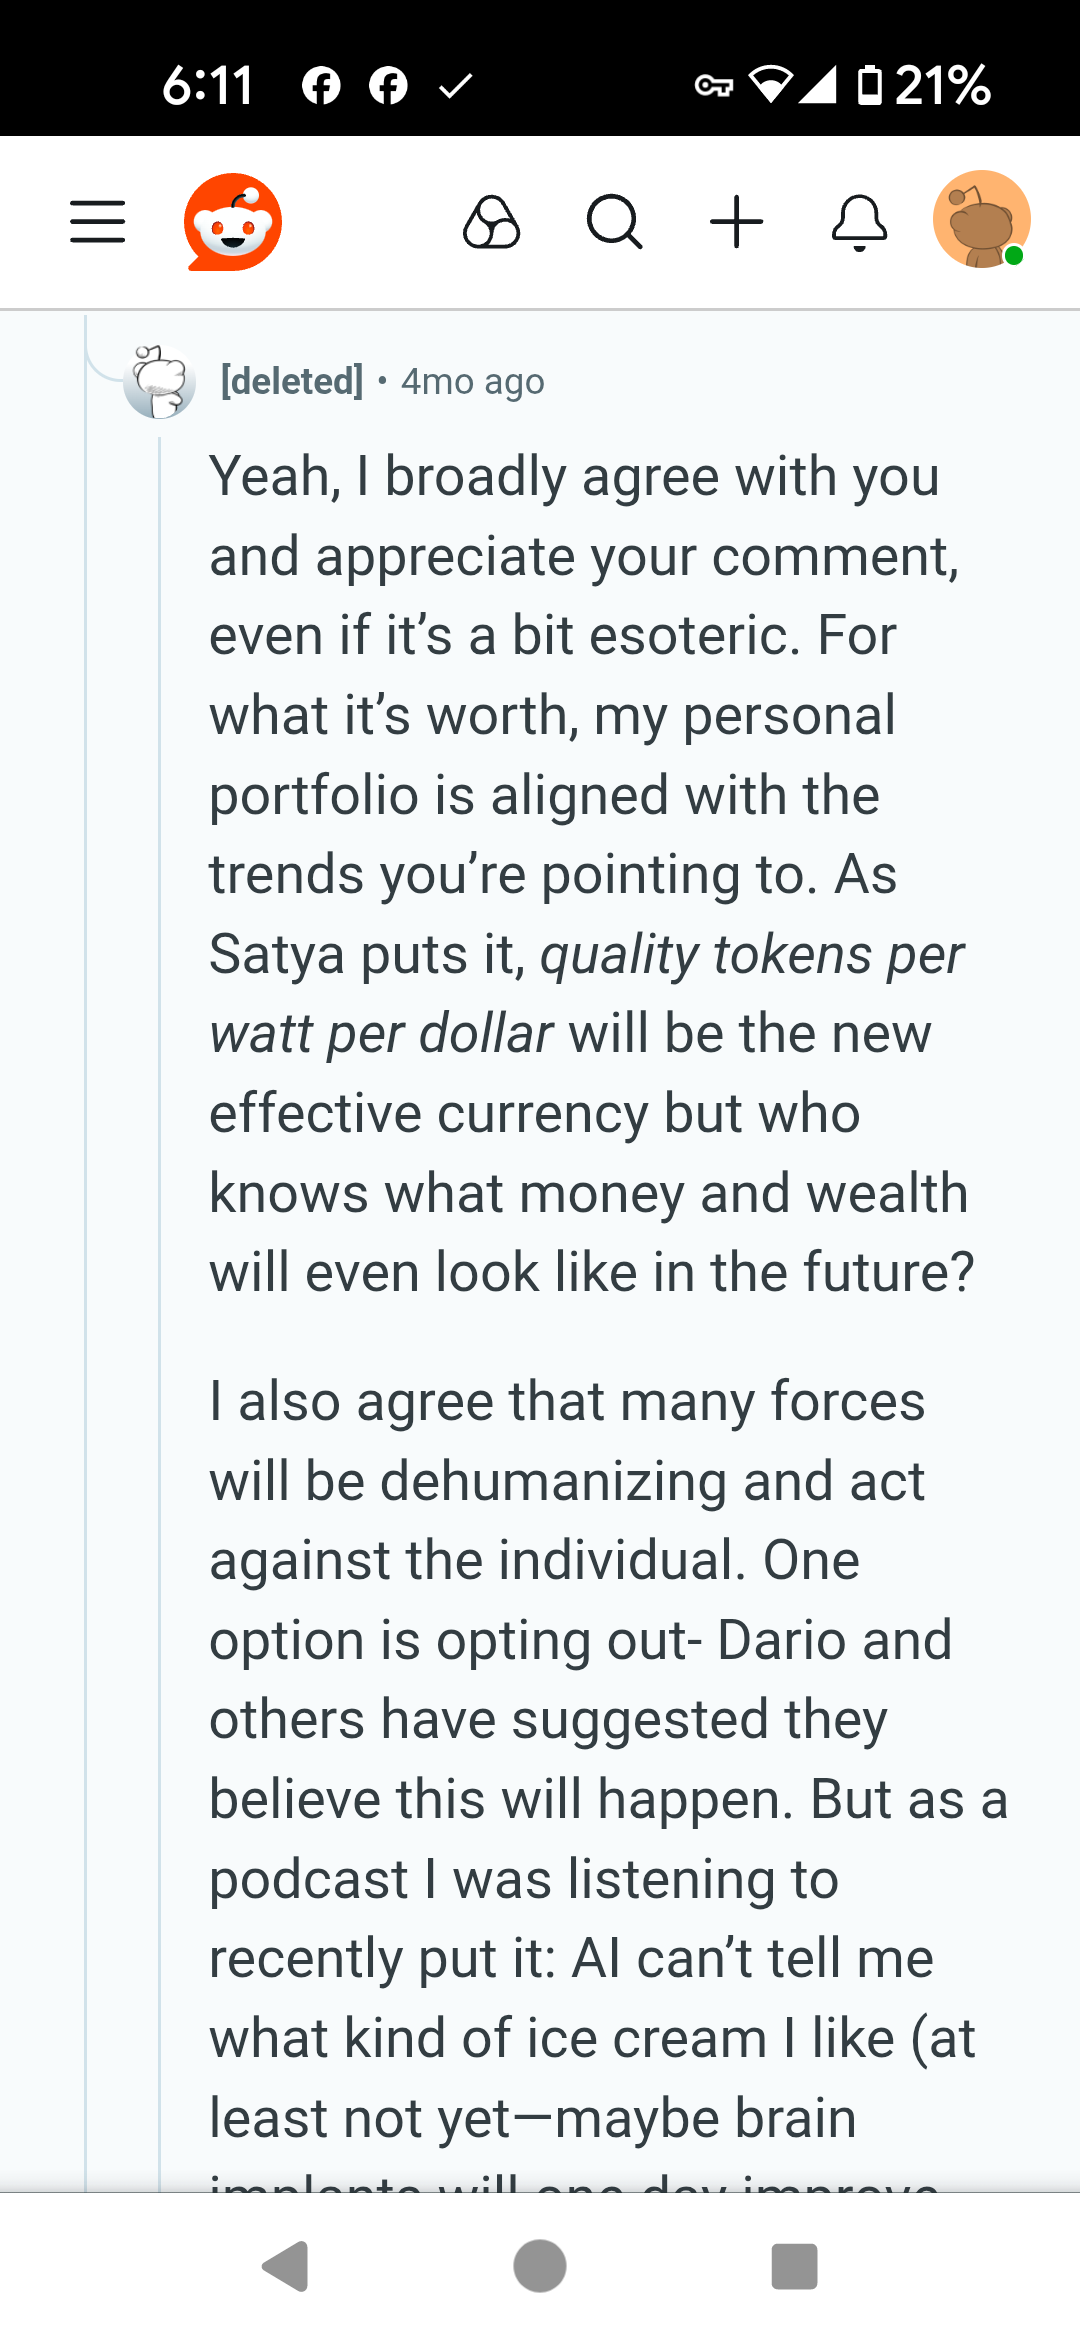 6:11
21%
[deleted] • 4mo ago
Yeah, I broadly agree with you
and appreciate your comment,
even if it’s a bit esoteric. For
what it’s worth, my personal
portfolio is aligned with the
trends you’re pointing to. As
Satya puts it, quality tokens per
watt per dollar will be the new
effective currency but who
knows what money and wealth
will even look like in the future?
I also agree that many forces
will be dehumanizing and act
against the individual. One
option is opting out- Dario and
others have suggested they
believe this will happen. But as a
podcast I was listening to
recently put it: AI can’t tell me
what kind of ice cream I like (at
least not yet—maybe brain
implants will one day improve